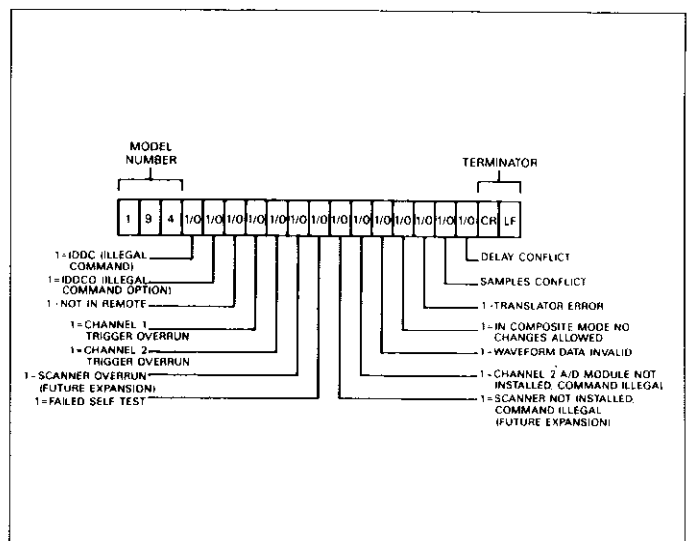 MODEL
NUMBER
TERMINATOR
1 9 4 1/0 1/0 1/0 1/0 1/0 1/0 1/0 1/0 1/0 1/0 1/0 1/0 1/0 CR LF
1=IDDC (ILLEGAL
COMMAND)
1=IDDCO (ILLEGAL
COMMAND OPTION)
1-NOT IN REMOTE
1=CHANNEL 1
TRIGGER OVERRUN
1=CHANNEL 2
TRIGGER OVERRUN
1-SCANNER OVERRUN
(FUTURE EXPANSION)
1=FAILED SELF TEST
DELAY CONFLICT
SAMPLES CONFLICT
1-TRANSLATOR ERROR
1=IN COMPOSITE MODE NO
CHANGES ALLOWED
1-WAVEFORM DATA INVALID
1-CHANNEL 2 A/D MODULE NOT
INSTALLED, COMMAND ILLEGAL
1=SCANNER NOT INSTALLED,
COMMAND ILLEGAL
(FUTURE EXPANSION)